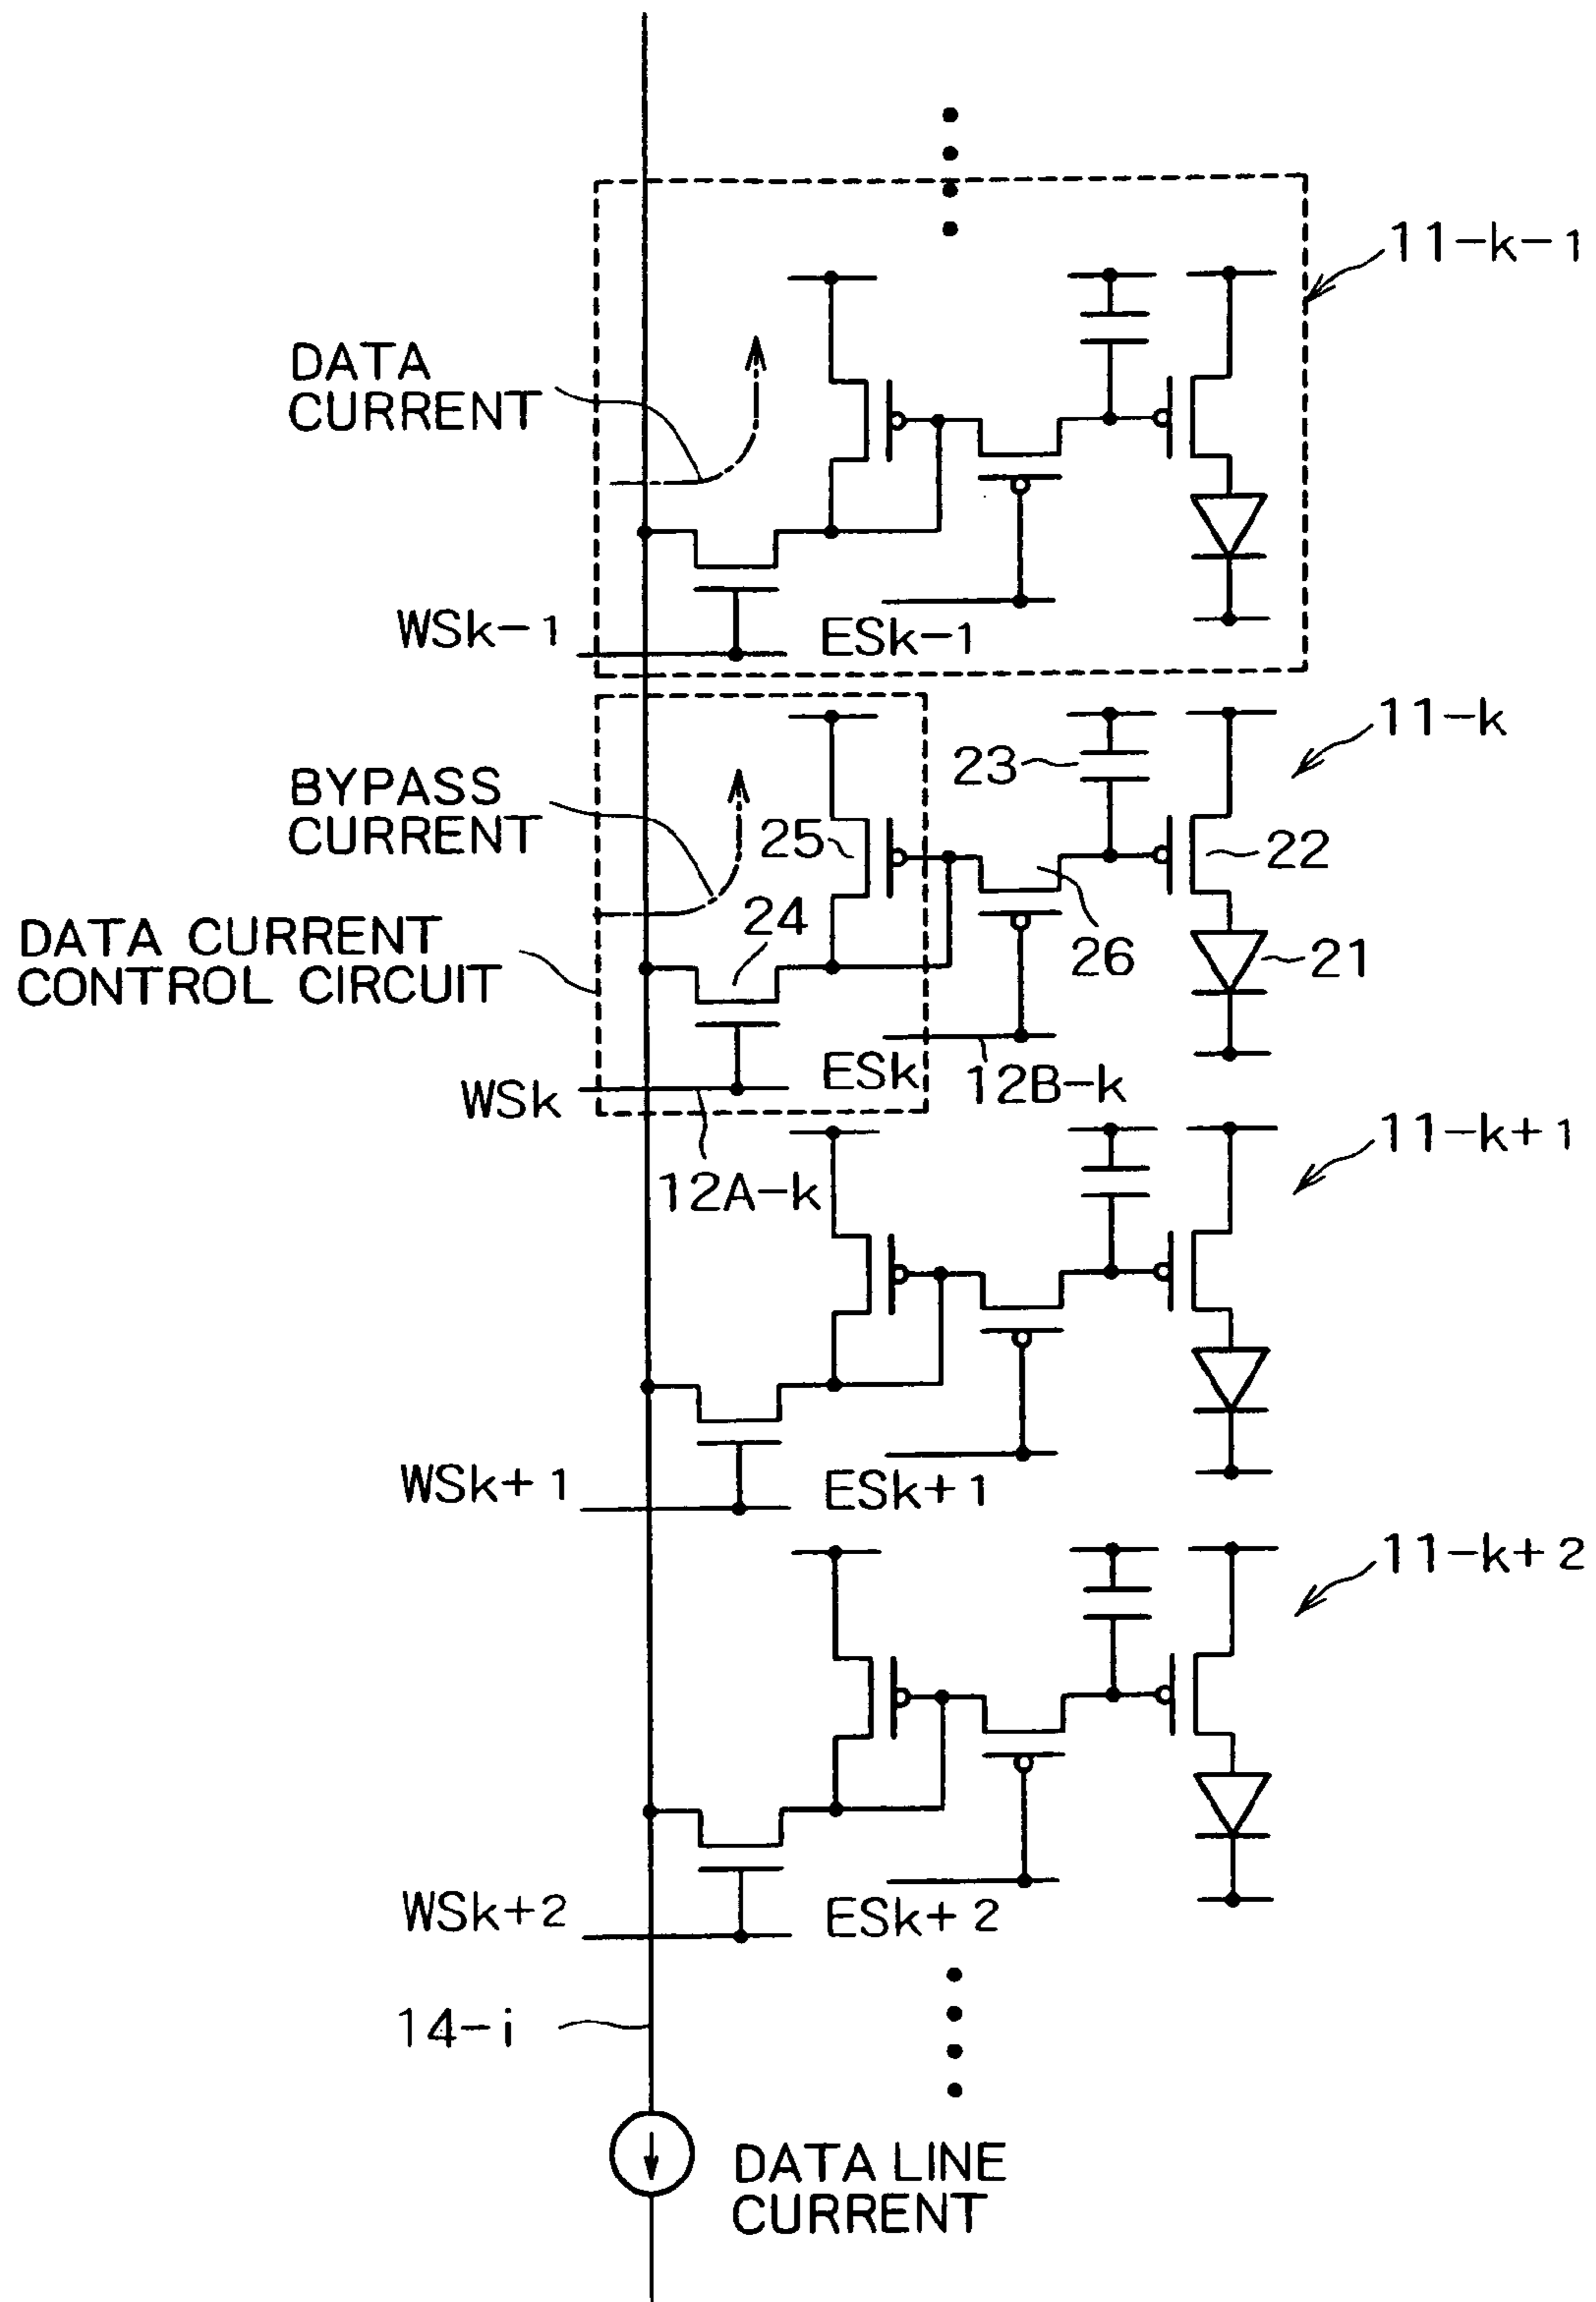 11-k-1
DATA
CURRENT
WSk-1
ESk-1
11-k
23
BYPASS
CURRENT
25
22
24
DATA CURRENT
CONTROL CIRCUIT
26
21
ESk
12B-k
WSk
12A-k
11-k+1
WSk+1
ESk+1
11-k+2
WSk+2
ESk+2
14-i
DATA LINE
CURRENT